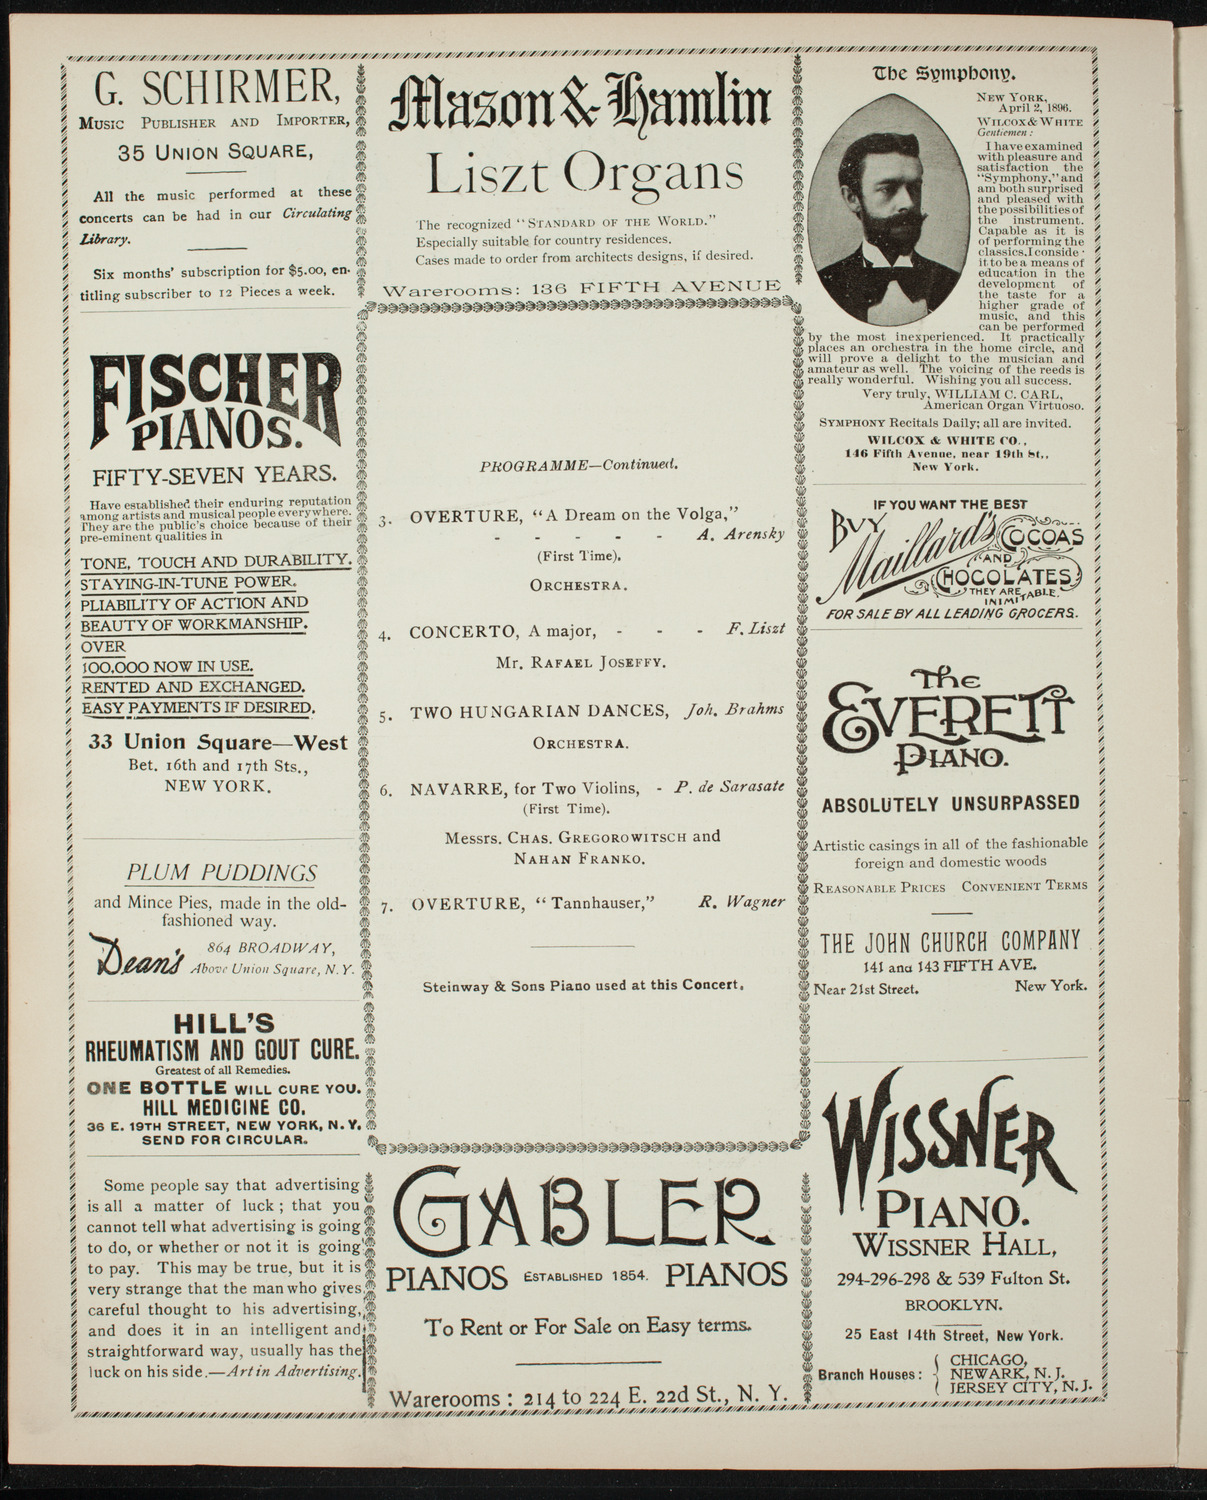 G. SCHIRMER,
MUSIC PUBLISHER AND IMPORTER,
35 UNION SQUARE,
All the music performed at these
concerts can be had in our Circulating
Library.
Six months' subscription for $5.00, en-
titling subscriber to 12 Pieces a week.
FISCHER
PIANOS.
FIFTY-SEVEN YEARS.
Have established their enduring reputation
among artists and musical people everywhere.
They are the public's choice because of their
pre-eminent qualities in
TONE, TOUCH AND DURABILITY.
STAYING-IN-TUNE POWER.
PLIABILITY OF ACTION AND
BEAUTY OF WORKMANSHIP.
OVER
100,000 NOW IN USE.
RENTED AND EXCHANGED.
EASY PAYMENTS IF DESIRED.
33 Union Square—West
Bet. 16th and 17th Sts.,
NEW YORK.
PLUM PUDDINGS
and Mince Pies, made in the old-
fashioned way.
Dean's
864 BROADWAY,
Above Union Square, N. Y.
HILL'S
RHEUMATISM AND GOUT CURE.
Greatest of all Remedies.
ONE BOTTLE WILL CURE YOU.
HILL MEDICINE CO.
36 E. 19TH STREET, NEW YORK, N. Y.
SEND FOR CIRCULAR.
Some people say that advertising
is all a matter of luck; that you
cannot tell what advertising is going
to do, or whether or not it is going
to pay. This may be true, but it is
very strange that the man who gives
careful thought to his advertising,
and does it in an intelligent and
straightforward way, usually has the
luck on his side.—Art in Advertising.
Mason & Hamlin
Liszt Organs
The recognized "STANDARD OF THE WORLD."
Especially suitable for country residences.
Cases made to order from architects designs, if desired.
Warerooms: 136 FIFTH AVENUE
PROGRAMME—Continued.
3. OVERTURE, "A Dream on the Volga,"
- - - - - A. Arensky
(First Time).
ORCHESTRA.
4. CONCERTO, A major, - - - F. Liszt
Mr. RAFAEL JOSEFFY.
5. TWO HUNGARIAN DANCES, Joh. Brahms
ORCHESTRA.
6. NAVARRE, for Two Violins, - P. de Sarasate
(First Time).
Messrs. CHAS. GREGOROWITSCH and
NAHAN FRANKO.
7. OVERTURE, "Tannhauser," R. Wagner
Steinway & Sons Piano used at this Concert.
GABLER
PIANOS ESTABLISHED 1854. PIANOS
To Rent or For Sale on Easy terms.
Warerooms: 214 to 224 E. 22d St., N. Y.
The Symphony.
NEW YORK,
April 2, 1896.
WILCOX & WHITE
Gentlemen:
I have examined
with pleasure and
satisfaction the
"Symphony," and
am both surprised
and pleased with
the possibilities of
the instrument.
Capable as it is
of performing the
classics, I conside
it to be a means of
education in the
development of
the taste for a
higher grade of
music, and this
can be performed
by the most inexperienced. It practically
places an orchestra in the home circle, and
will prove a delight to the musician and
amateur as well. The voicing of the reeds is
really wonderful. Wishing you all success.
Very truly, WILLIAM C. CARL,
American Organ Virtuoso.
SYMPHONY Recitals Daily; all are invited.
WILCOX & WHITE CO.,
146 Fifth Avenue, near 19th St.,
New York.
IF YOU WANT THE BEST
BUY
Maillard's
COCOAS
AND
CHOCOLATES
THEY ARE
INIMITABLE.
FOR SALE BY ALL LEADING GROCERS.
The
EVERETT
PIANO.
ABSOLUTELY UNSURPASSED
Artistic casings in all of the fashionable
foreign and domestic woods
REASONABLE PRICES CONVENIENT TERMS
THE JOHN CHURCH COMPANY
141 and 143 FIFTH AVE.
Near 21st Street. New York.
WISSNER
PIANO.
WISSNER HALL,
294-296-298 & 539 Fulton St.
BROOKLYN.
25 East 14th Street, New York.
Branch Houses: { CHICAGO,
NEWARK, N. J.
JERSEY CITY, N. J.